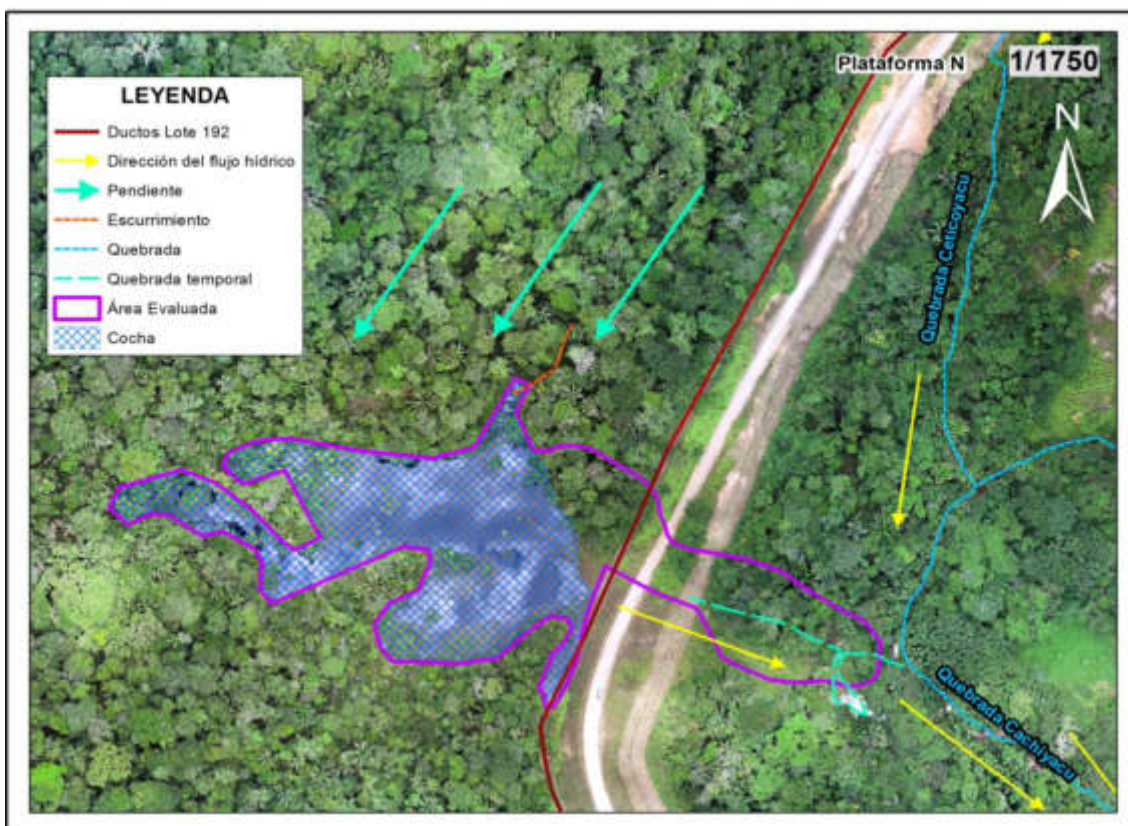 LEYENDA
Ductos Lote 192
Dirección del flujo hídrico
Pendiente
Escurrimiento
Quebrada
Quebrada temporal
Área Evaluada
Cocha
Plataforma N
1/1750
N
Quebrada Ceticoyacu
Quebrada Cachiyacu